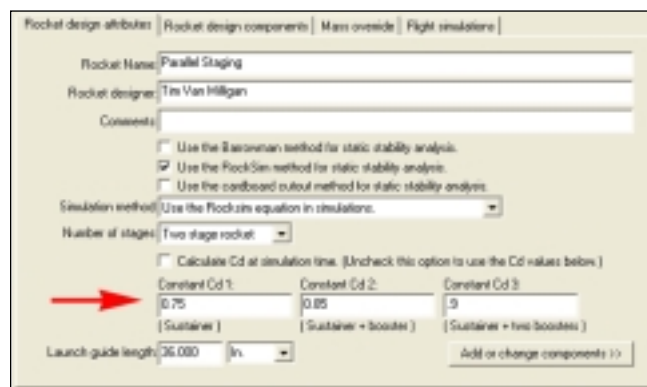 Rocket design attributes | Rocket design components | Mass override | Flight simulations
Rocket Name: Parallel Staging
Rocket designer: Tim Van Milligan
Comments:
Use the Barrowman method for static stability analysis.
Use the RockSim method for static stability analysis.
Use the cardboard cutout method for static stability analysis.
Simulation method: Use the Rocksim equation in simulations.
Number of stages: Two stage rocket
Calculate Cd at simulation time. (Uncheck this option to use the Cd values below.)
Constant Cd 1: Constant Cd 2: Constant Cd 3:
0.75 0.85 .9
(Sustainer) (Sustainer + booster) (Sustainer + two boosters)
Launch guide length: 36.000 In. Add or change components >>